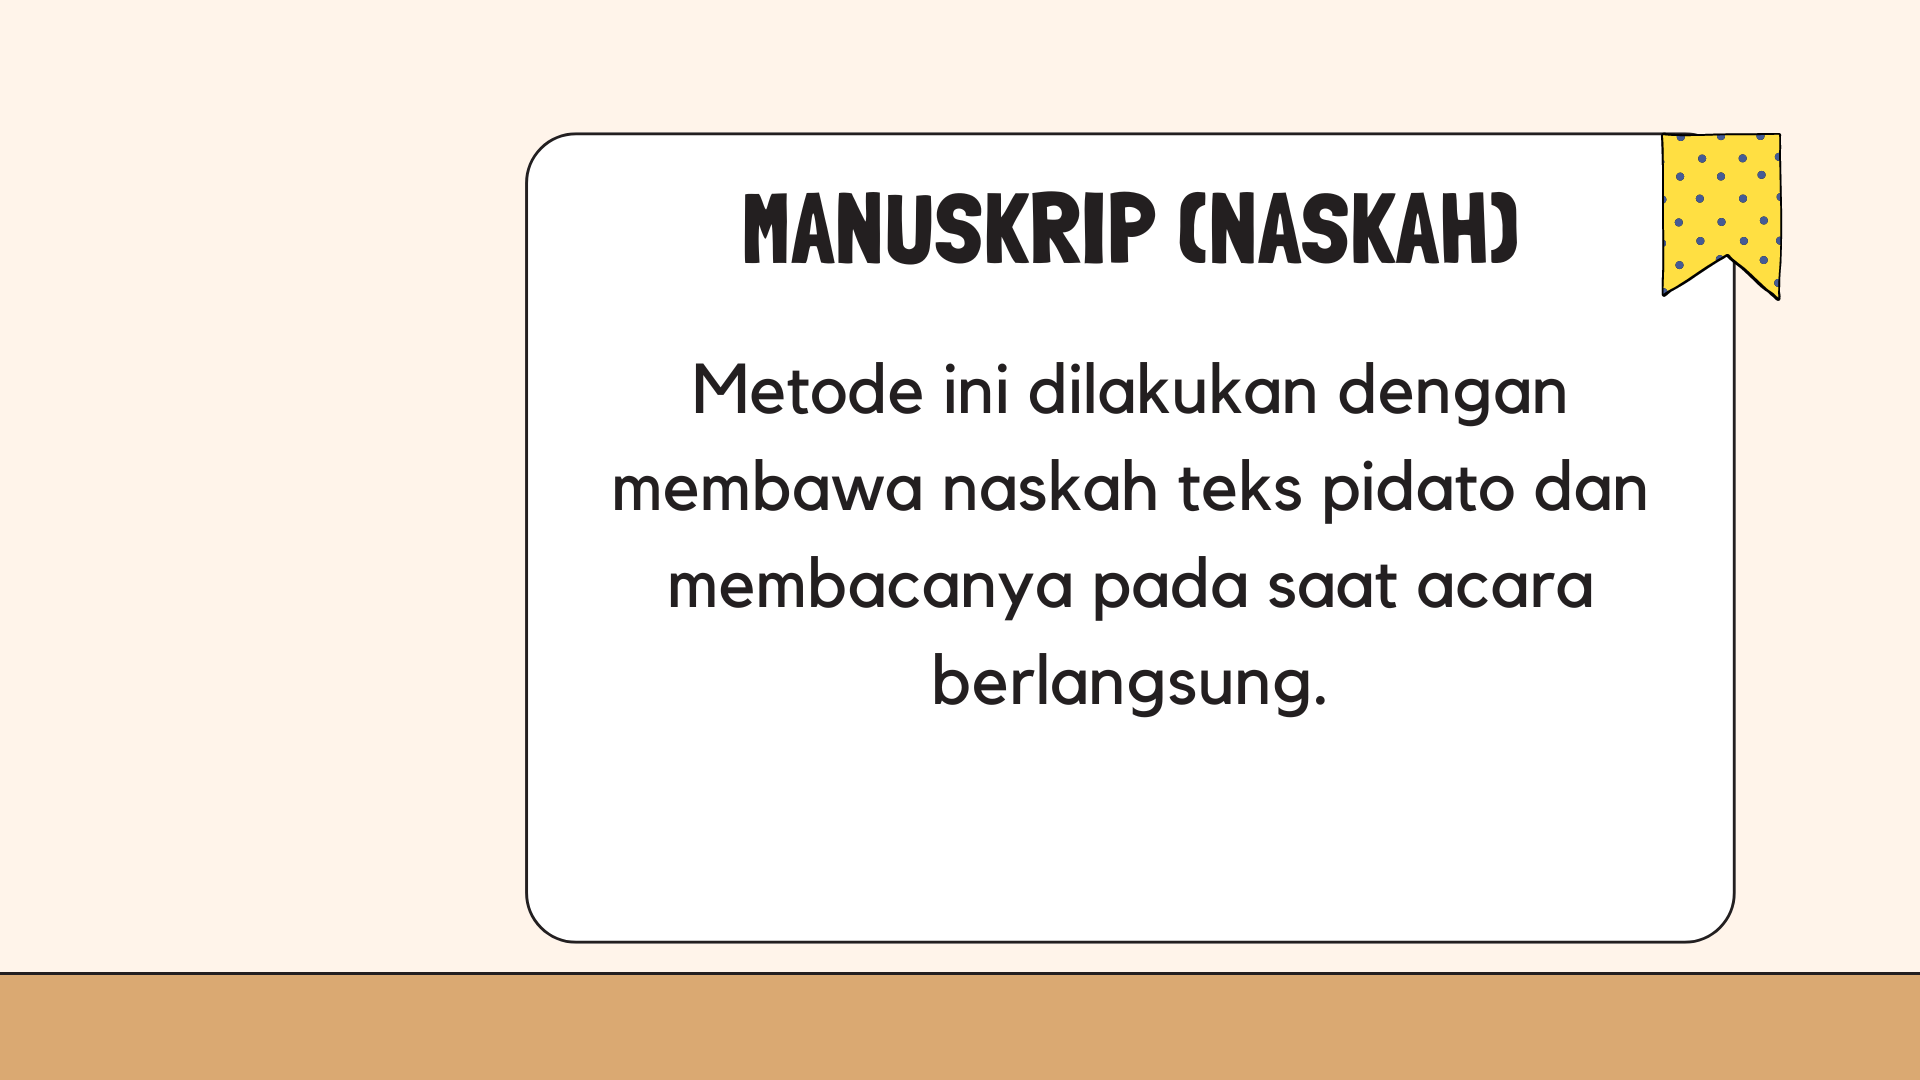 MANUSKRIP (NASKAH)
Metode ini dilakukan dengan
membawa naskah teks pidato dan
membacanya pada saat acara
berlangsung.